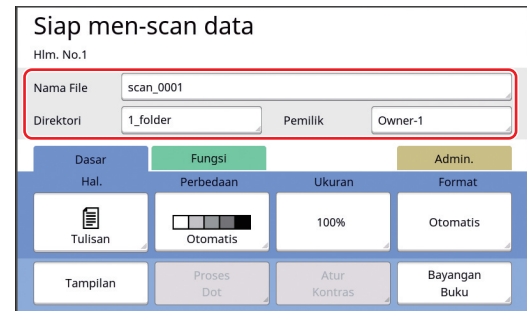 Siap men-scan data
Hlm. No.1
Nama File scan_0001
Direktori 1_folder Pemilik Owner-1
Dasar Fungsi Admin.
Hal. Perbedaan Ukuran Format
Tulisan Otomatis 100% Otomatis
Tampilan Proses Dot Atur Kontras Bayangan Buku